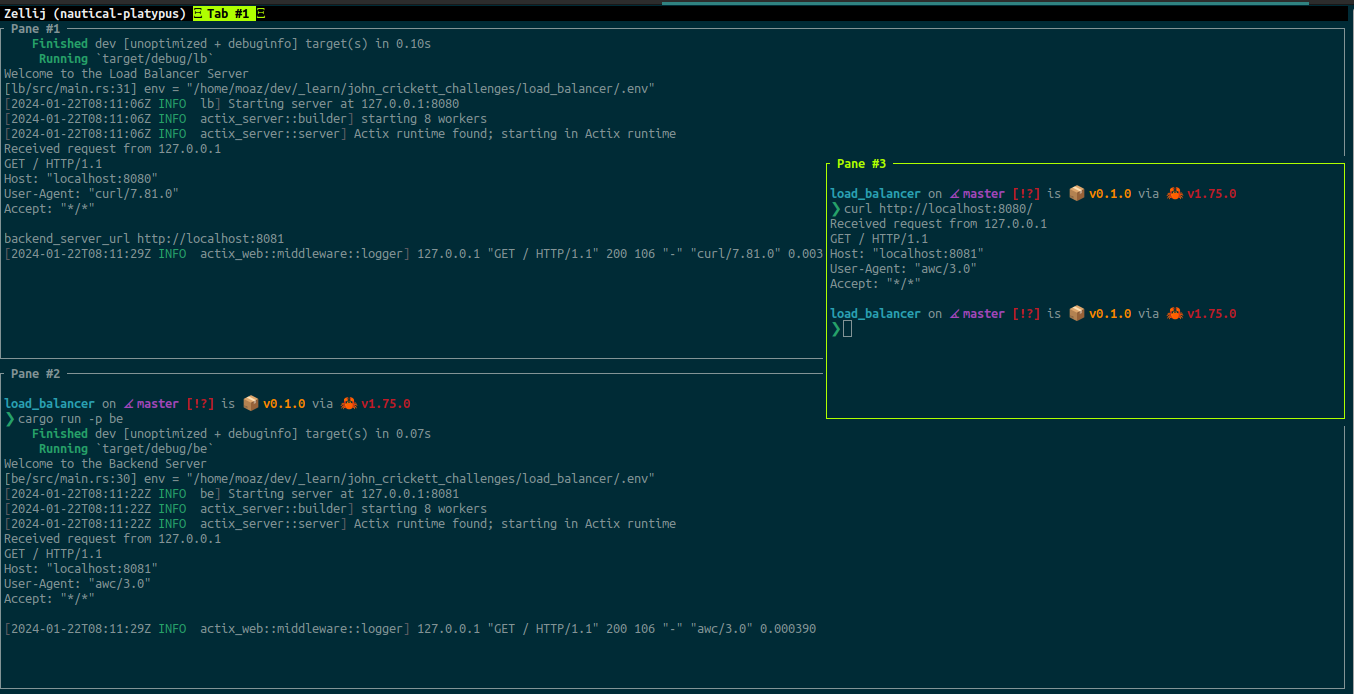 Zellij (nautical-platypus) Tab #1
Pane #1
Finished dev [unoptimized + debuginfo] target(s) in 0.10s
Running `target/debug/lb`
Welcome to the Load Balancer Server
[lb/src/main.rs:31] env = "/home/moaz/dev/_learn/john_crickett_challenges/load_balancer/.env"
[2024-01-22T08:11:06Z INFO  lb] Starting server at 127.0.0.1:8080
[2024-01-22T08:11:06Z INFO  actix_server::builder] starting 8 workers
[2024-01-22T08:11:06Z INFO  actix_server::server] Actix runtime found; starting in Actix runtime
Received request from 127.0.0.1
GET / HTTP/1.1
Host: "localhost:8080"
User-Agent: "curl/7.81.0"
Accept: "*/*"
backend_server_url http://localhost:8081
[2024-01-22T08:11:29Z INFO  actix_web::middleware::logger] 127.0.0.1 "GET / HTTP/1.1" 200 106 "-" "curl/7.81.0" 0.003
Pane #3
load_balancer on master [!?] is 📦 v0.1.0 via 🦀 v1.75.0
❯ curl http://localhost:8080/
Received request from 127.0.0.1
GET / HTTP/1.1
Host: "localhost:8081"
User-Agent: "awc/3.0"
Accept: "*/*"
load_balancer on master [!?] is 📦 v0.1.0 via 🦀 v1.75.0
❯
Pane #2
load_balancer on master [!?] is 📦 v0.1.0 via 🦀 v1.75.0
❯ cargo run -p be
Finished dev [unoptimized + debuginfo] target(s) in 0.07s
Running `target/debug/be`
Welcome to the Backend Server
[be/src/main.rs:30] env = "/home/moaz/dev/_learn/john_crickett_challenges/load_balancer/.env"
[2024-01-22T08:11:22Z INFO  be] Starting server at 127.0.0.1:8081
[2024-01-22T08:11:22Z INFO  actix_server::builder] starting 8 workers
[2024-01-22T08:11:22Z INFO  actix_server::server] Actix runtime found; starting in Actix runtime
Received request from 127.0.0.1
GET / HTTP/1.1
Host: "localhost:8081"
User-Agent: "awc/3.0"
Accept: "*/*"
[2024-01-22T08:11:29Z INFO  actix_web::middleware::logger] 127.0.0.1 "GET / HTTP/1.1" 200 106 "-" "awc/3.0" 0.000390